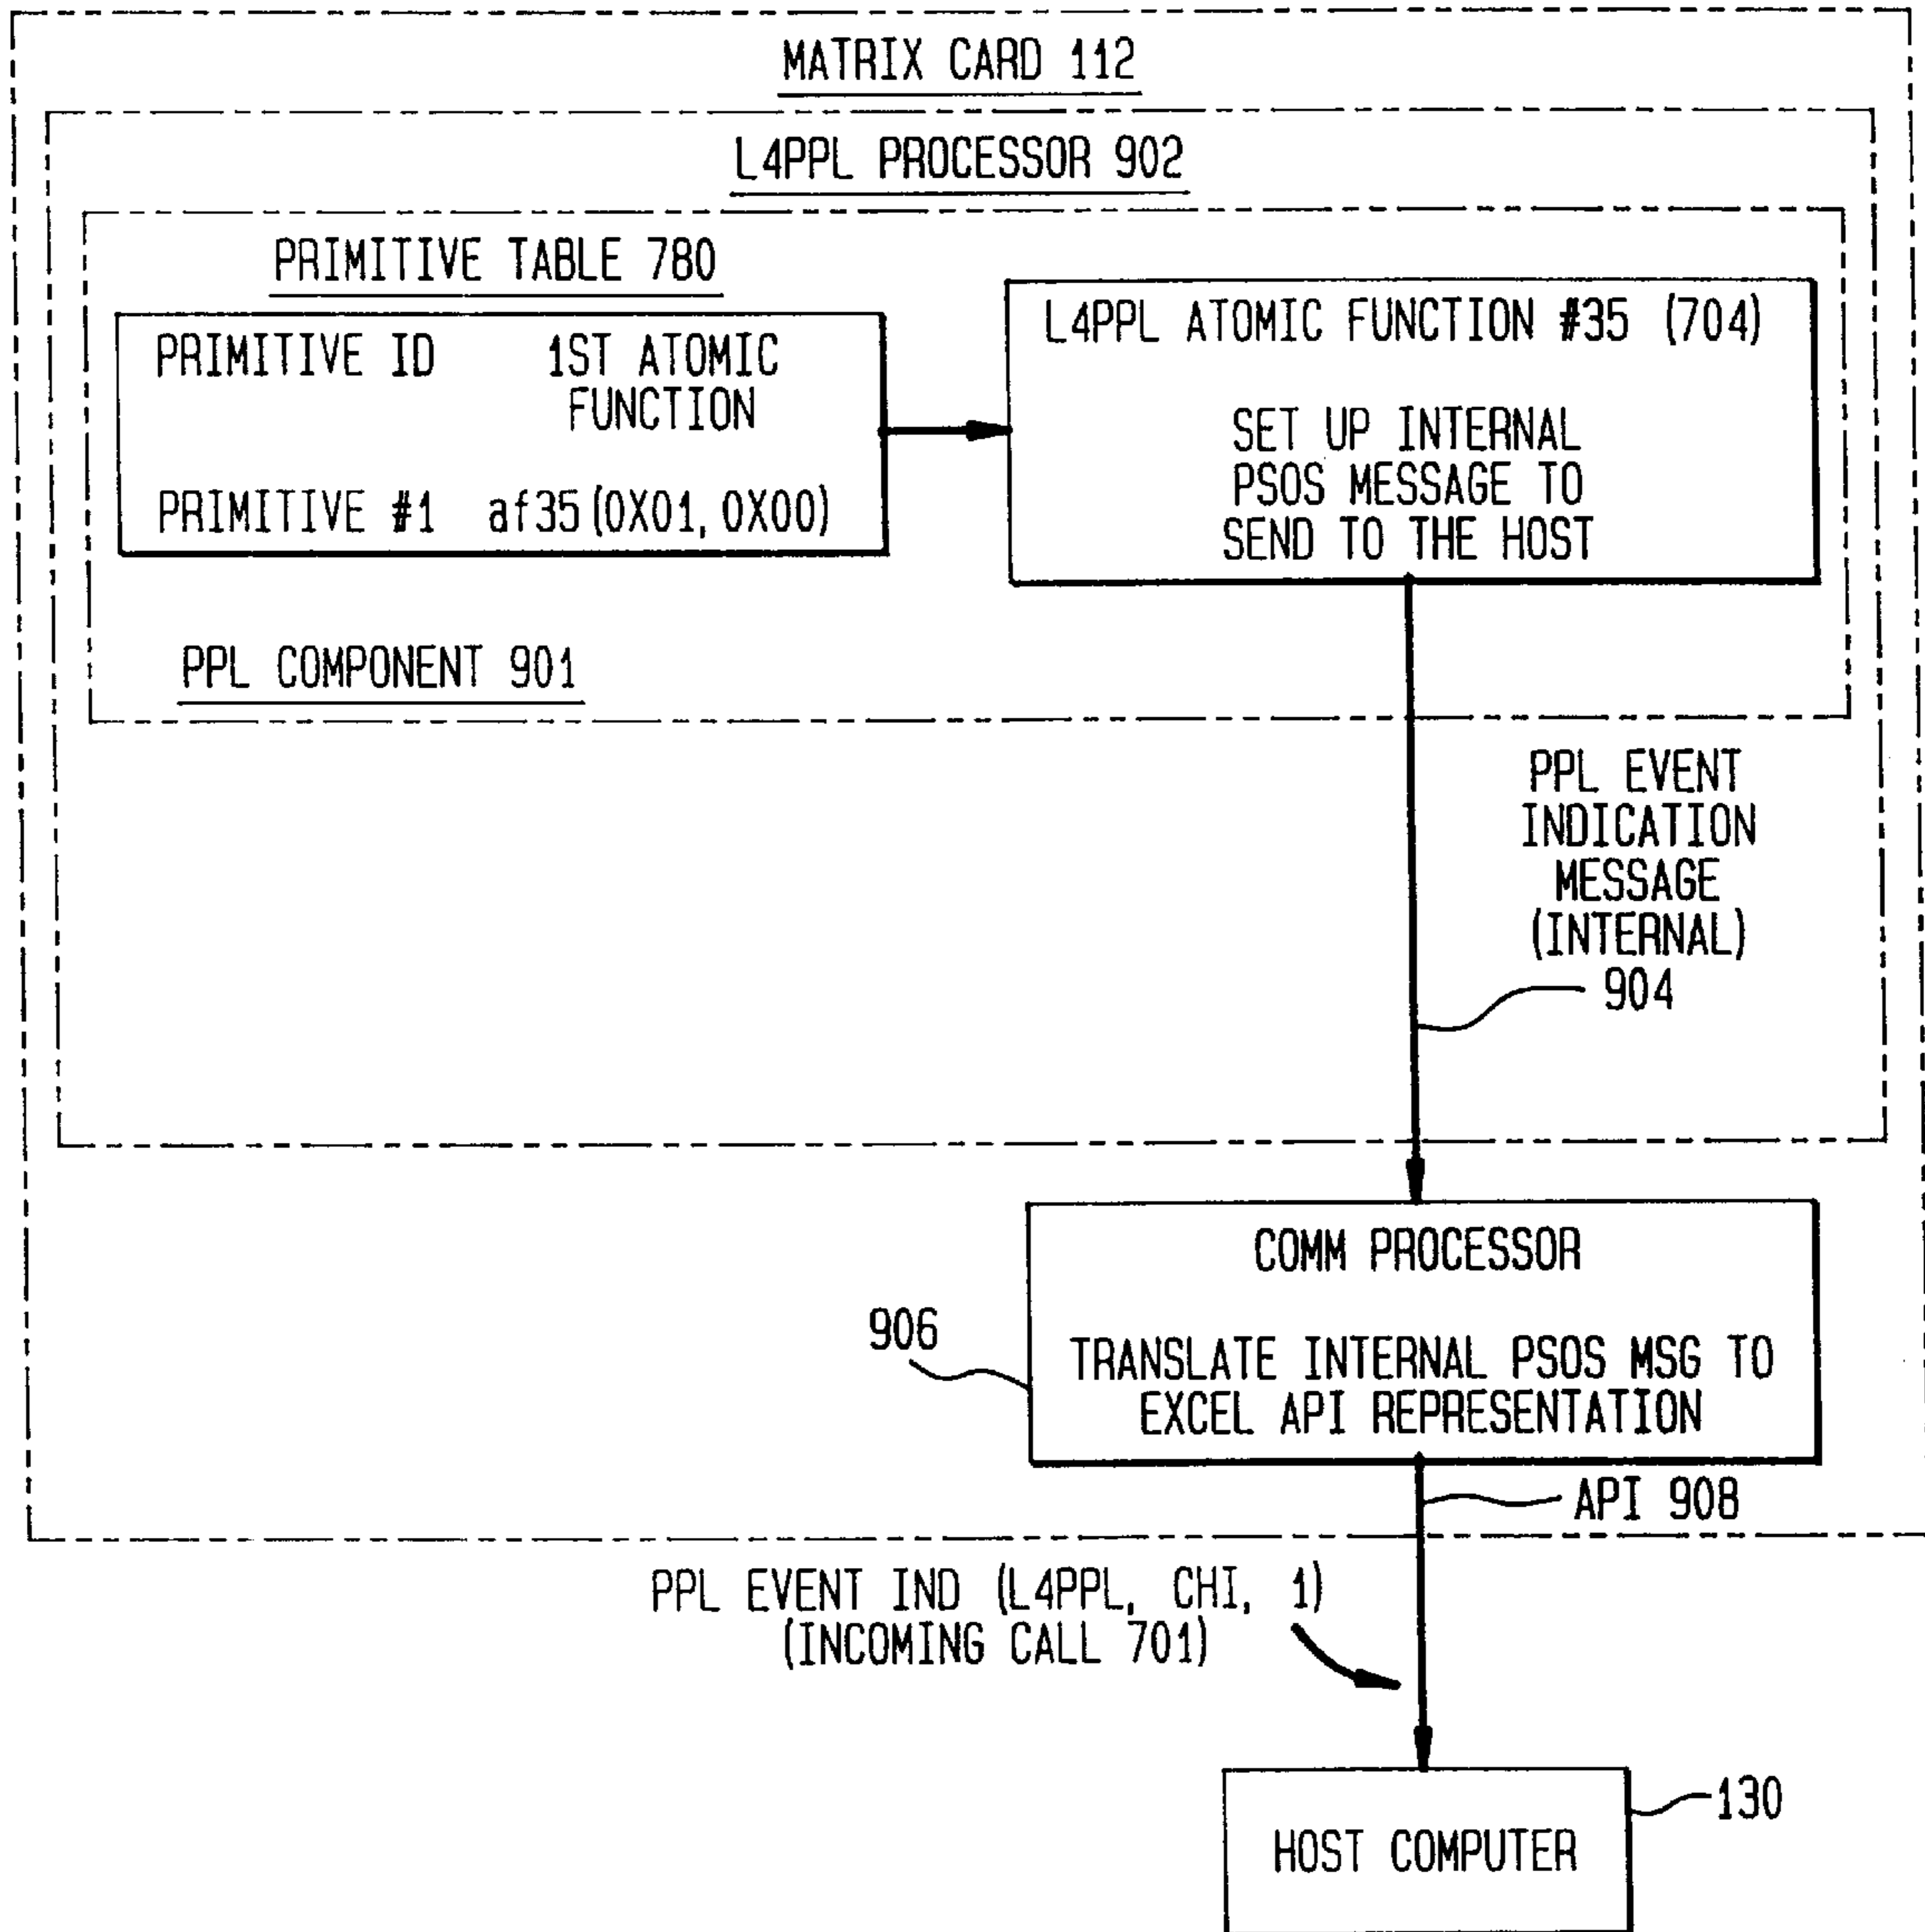 MATRIX CARD 112
L4PPL PROCESSOR 902
PRIMITIVE TABLE 780
PRIMITIVE ID 1ST ATOMIC
FUNCTION
PRIMITIVE #1 af35(0X01,0X00)
L4PPL ATOMIC FUNCTION #35 (704)
SET UP INTERNAL
PSOS MESSAGE TO
SEND TO THE HOST
PPL COMPONENT 901
PPL EVENT
INDICATION
MESSAGE
(INTERNAL)
904
COMM PROCESSOR
906
TRANSLATE INTERNAL PSOS MSG TO
EXCEL API REPRESENTATION
API 908
PPL EVENT IND (L4PPL, CHI, 1)
(INCOMING CALL 701)
130
HOST COMPUTER